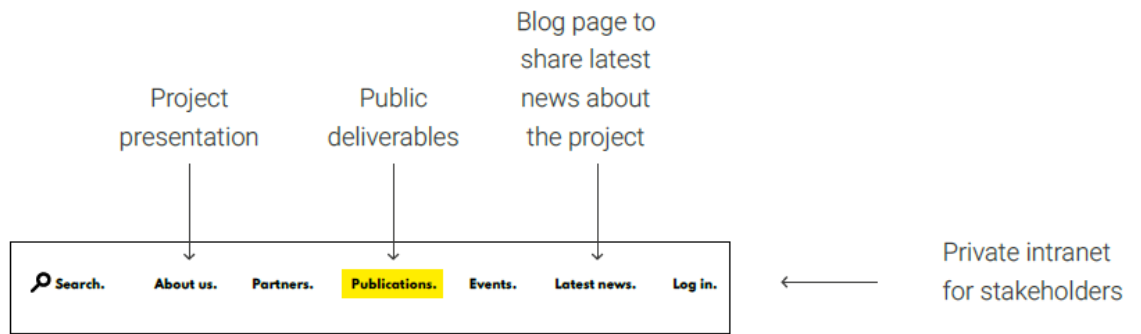 Blog page to
share latest
news about
the project
Project
presentation
Public
deliverables
Search. About us. Partners. Publications. Events. Latest news. Log in.
Private intranet
for stakeholders